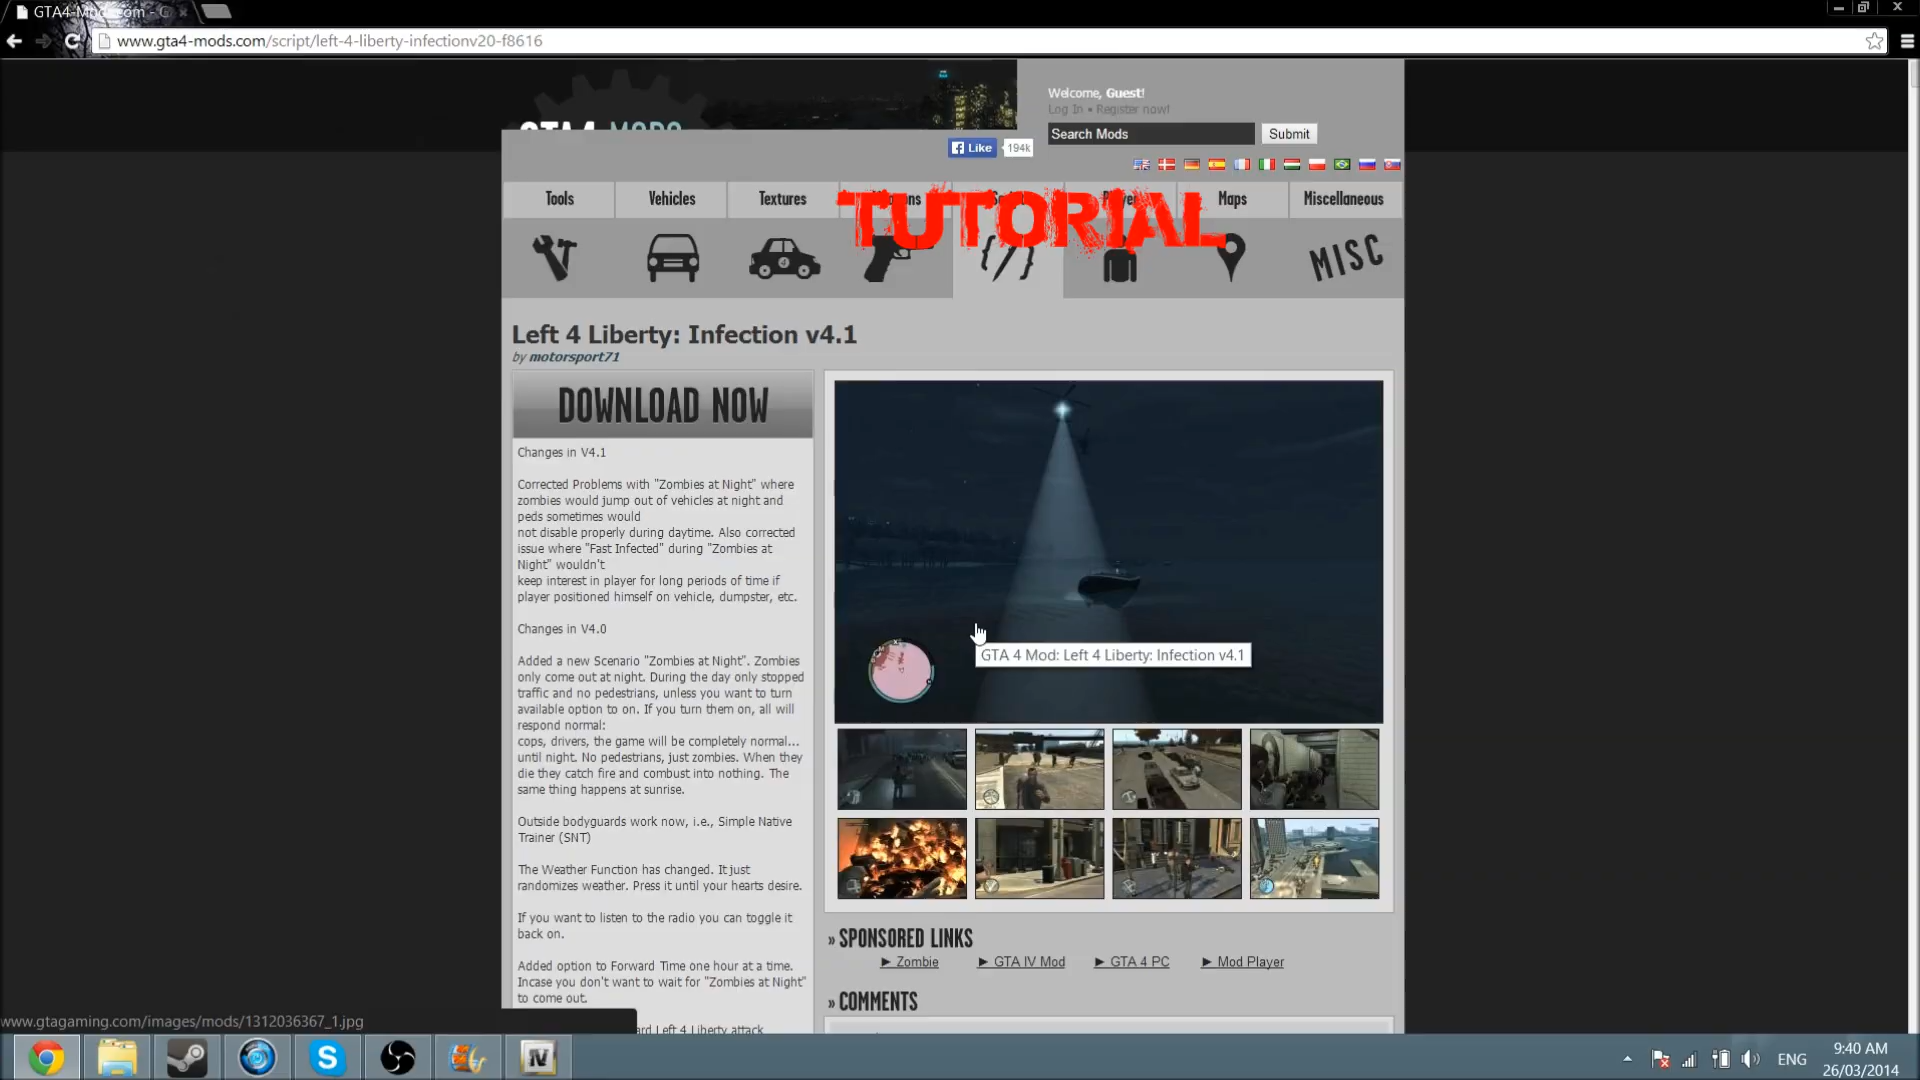 GTA4-Mods.com - G
www.gta4-mods.com/script/left-4-liberty-infectionv20-f8616
GTA4 MODS
Welcome, Guest!
Log In • Register now!
Search Mods
Submit
Like
194k
Tools
Vehicles
Textures
Maps
Miscellaneous
TUTORIAL
MISC
Left 4 Liberty: Infection v4.1
by motorsport71
DOWNLOAD NOW
Changes in V4.1
Corrected Problems with "Zombies at Night" where
zombies would jump out of vehicles at night and
peds sometimes would
not disable properly during daytime. Also corrected
issue where "Fast Infected" during "Zombies at
Night" wouldn't
keep interest in player for long periods of time if
player positioned himself on vehicle, dumpster, etc.
Changes in V4.0
Added a new Scenario "Zombies at Night". Zombies
only come out at night. During the day only stopped
traffic and no pedestrians, unless you want to turn
available option to on. If you turn them on, all will
respond normal:
cops, drivers, the game will be completely normal...
until night. No pedestrians, just zombies. When they
die they catch fire and combust into nothing. The
same thing happens at sunrise.
Outside bodyguards work now, i.e., Simple Native
Trainer (SNT)
The Weather Function has changed. It just
randomizes weather. Press it until your hearts desire.
If you want to listen to the radio you can toggle it
back on.
Added option to Forward Time one hour at a time.
Incase you don't want to wait for "Zombies at Night"
to come out.
Left 4 Liberty attack
GTA 4 Mod: Left 4 Liberty: Infection v4.1
» SPONSORED LINKS
► Zombie
► GTA IV Mod
► GTA 4 PC
► Mod Player
» COMMENTS
www.gtagaming.com/images/mods/1312036367_1.jpg
IV
ENG
9:40 AM
26/03/2014